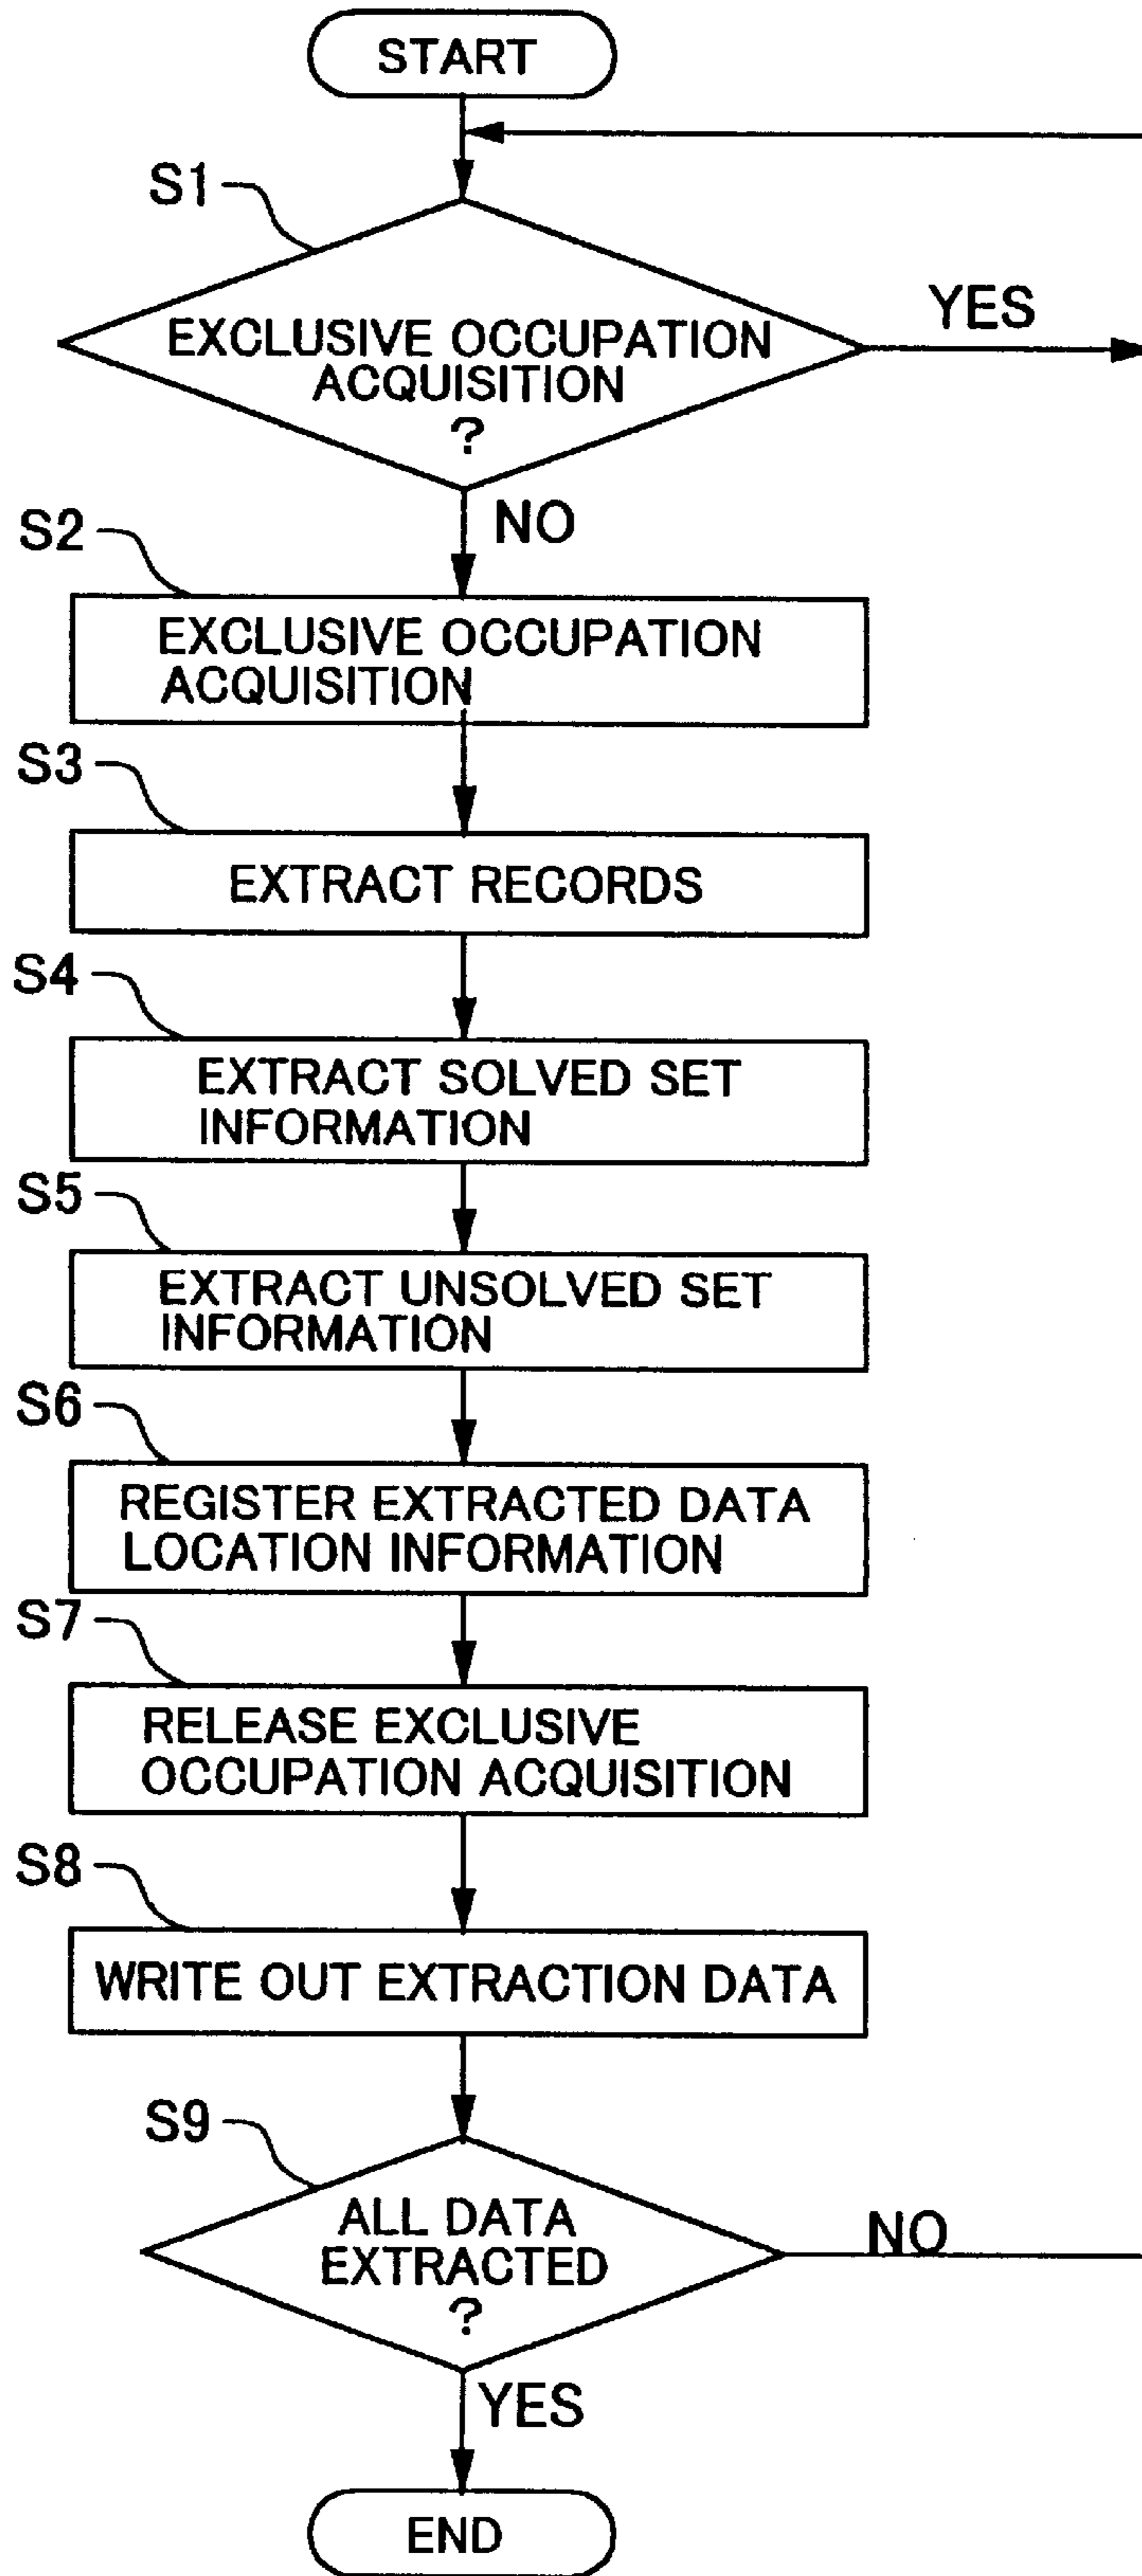 START
S1
EXCLUSIVE OCCUPATION
ACQUISITION
?
YES
NO
S2
EXCLUSIVE OCCUPATION
ACQUISITION
S3
EXTRACT RECORDS
S4
EXTRACT SOLVED SET
INFORMATION
S5
EXTRACT UNSOLVED SET
INFORMATION
S6
REGISTER EXTRACTED DATA
LOCATION INFORMATION
S7
RELEASE EXCLUSIVE
OCCUPATION ACQUISITION
S8
WRITE OUT EXTRACTION DATA
S9
ALL DATA
EXTRACTED
?
NO
YES
END